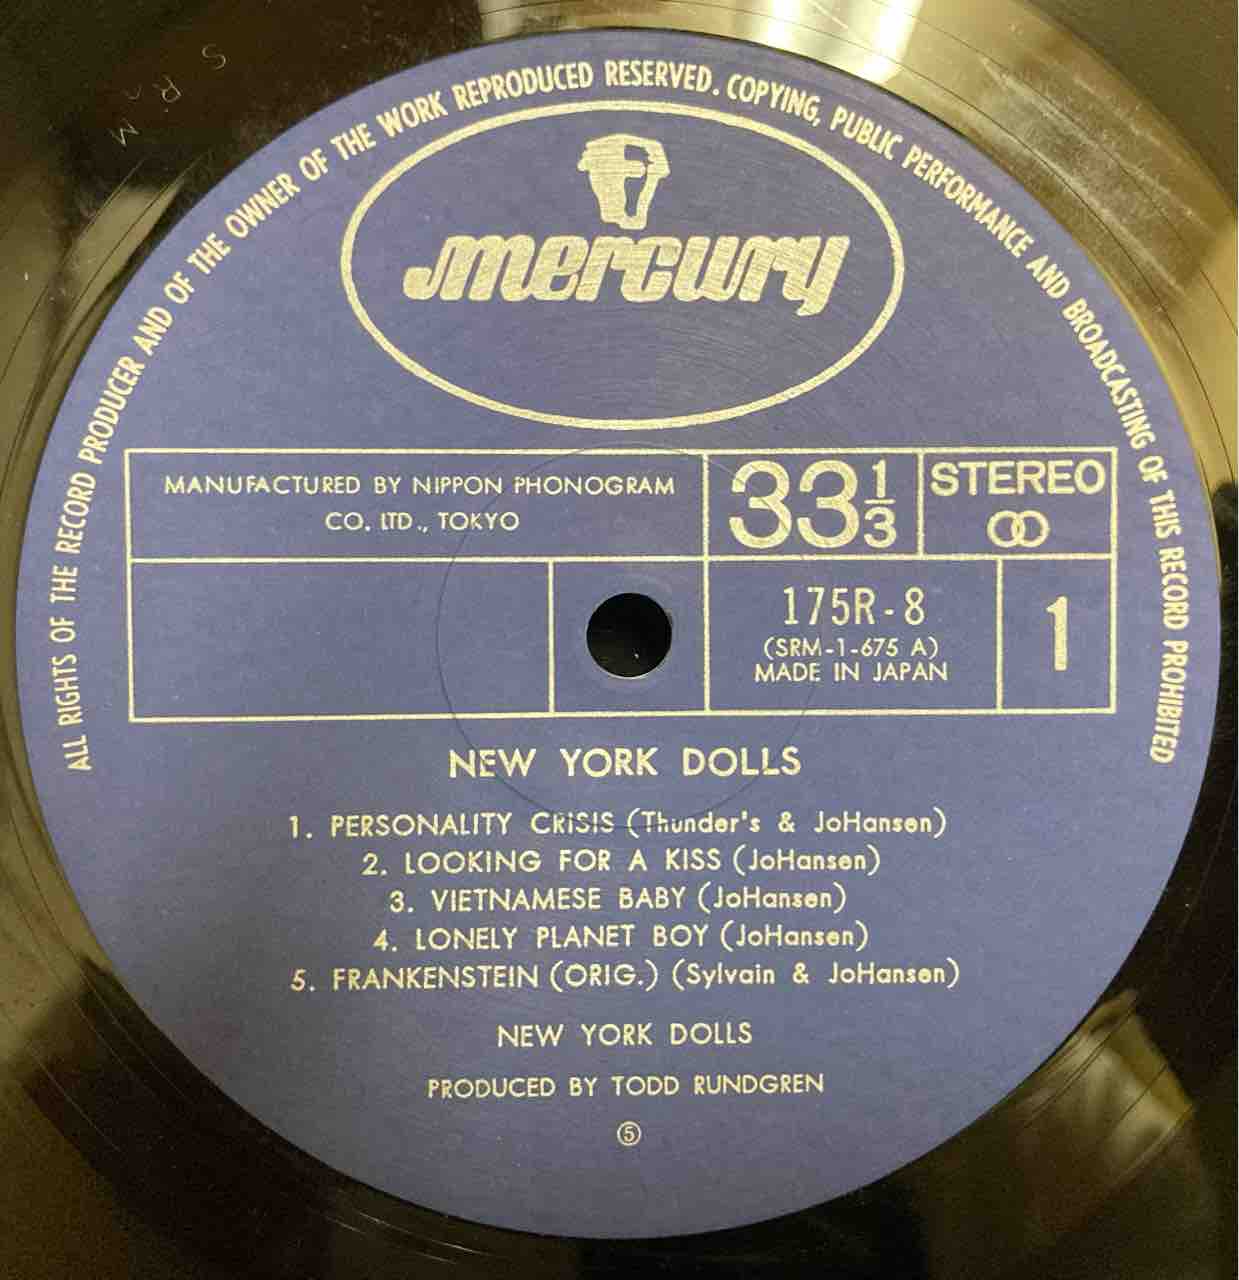 ALL RIGHTS OF THE RECORD PRODUCER AND OF THE OWNER OF THE WORK REPRODUCED RESERVED. COPYING, PUBLIC PERFORMANCE AND BROADCASTING OF THIS RECORD PROHIBITED
mercury
MANUFACTURED BY NIPPON PHONOGRAM
CO. LTD., TOKYO
33 1/3
STEREO
175R-8
(SRM-1-675 A)
MADE IN JAPAN
1
NEW YORK DOLLS
1. PERSONALITY CRISIS (Thunder's & JoHansen)
2. LOOKING FOR A KISS (JoHansen)
3. VIETNAMESE BABY (JoHansen)
4. LONELY PLANET BOY (JoHansen)
5. FRANKENSTEIN (ORIG.) (Sylvain & JoHansen)
NEW YORK DOLLS
PRODUCED BY TODD RUNDGREN
⑤
S R M